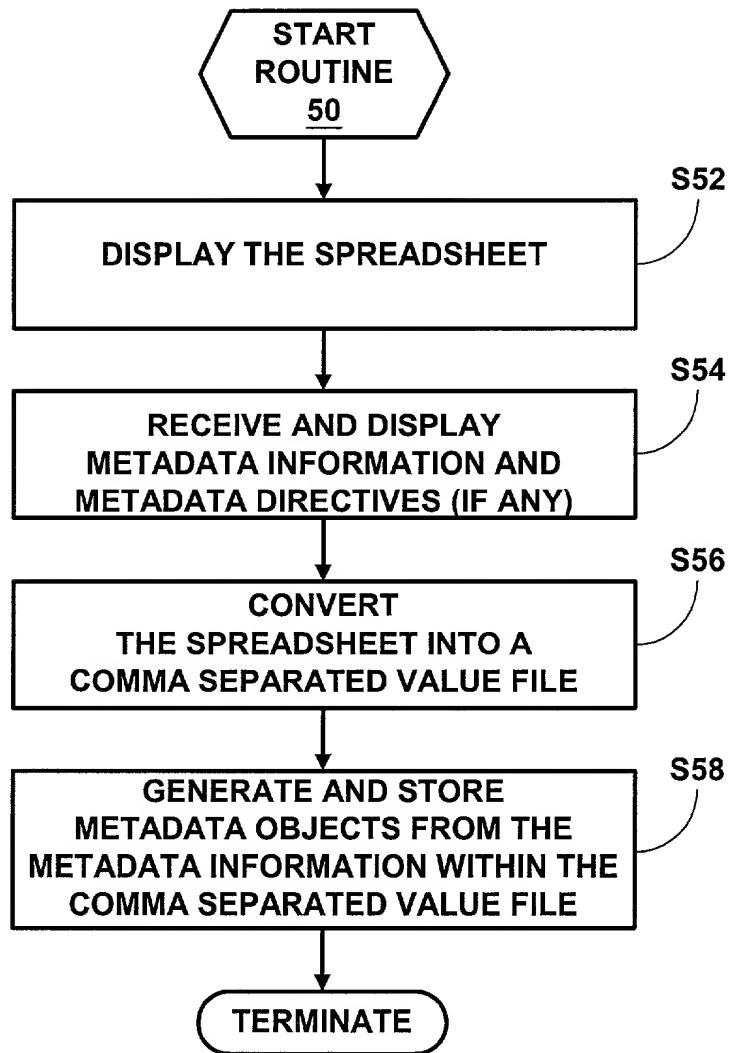 START
ROUTINE
50
S52
DISPLAY THE SPREADSHEET
S54
RECEIVE AND DISPLAY
METADATA INFORMATION AND
METADATA DIRECTIVES (IF ANY)
S56
CONVERT
THE SPREADSHEET INTO A
COMMA SEPARATED VALUE FILE
S58
GENERATE AND STORE
METADATA OBJECTS FROM THE
METADATA INFORMATION WITHIN THE
COMMA SEPARATED VALUE FILE
TERMINATE